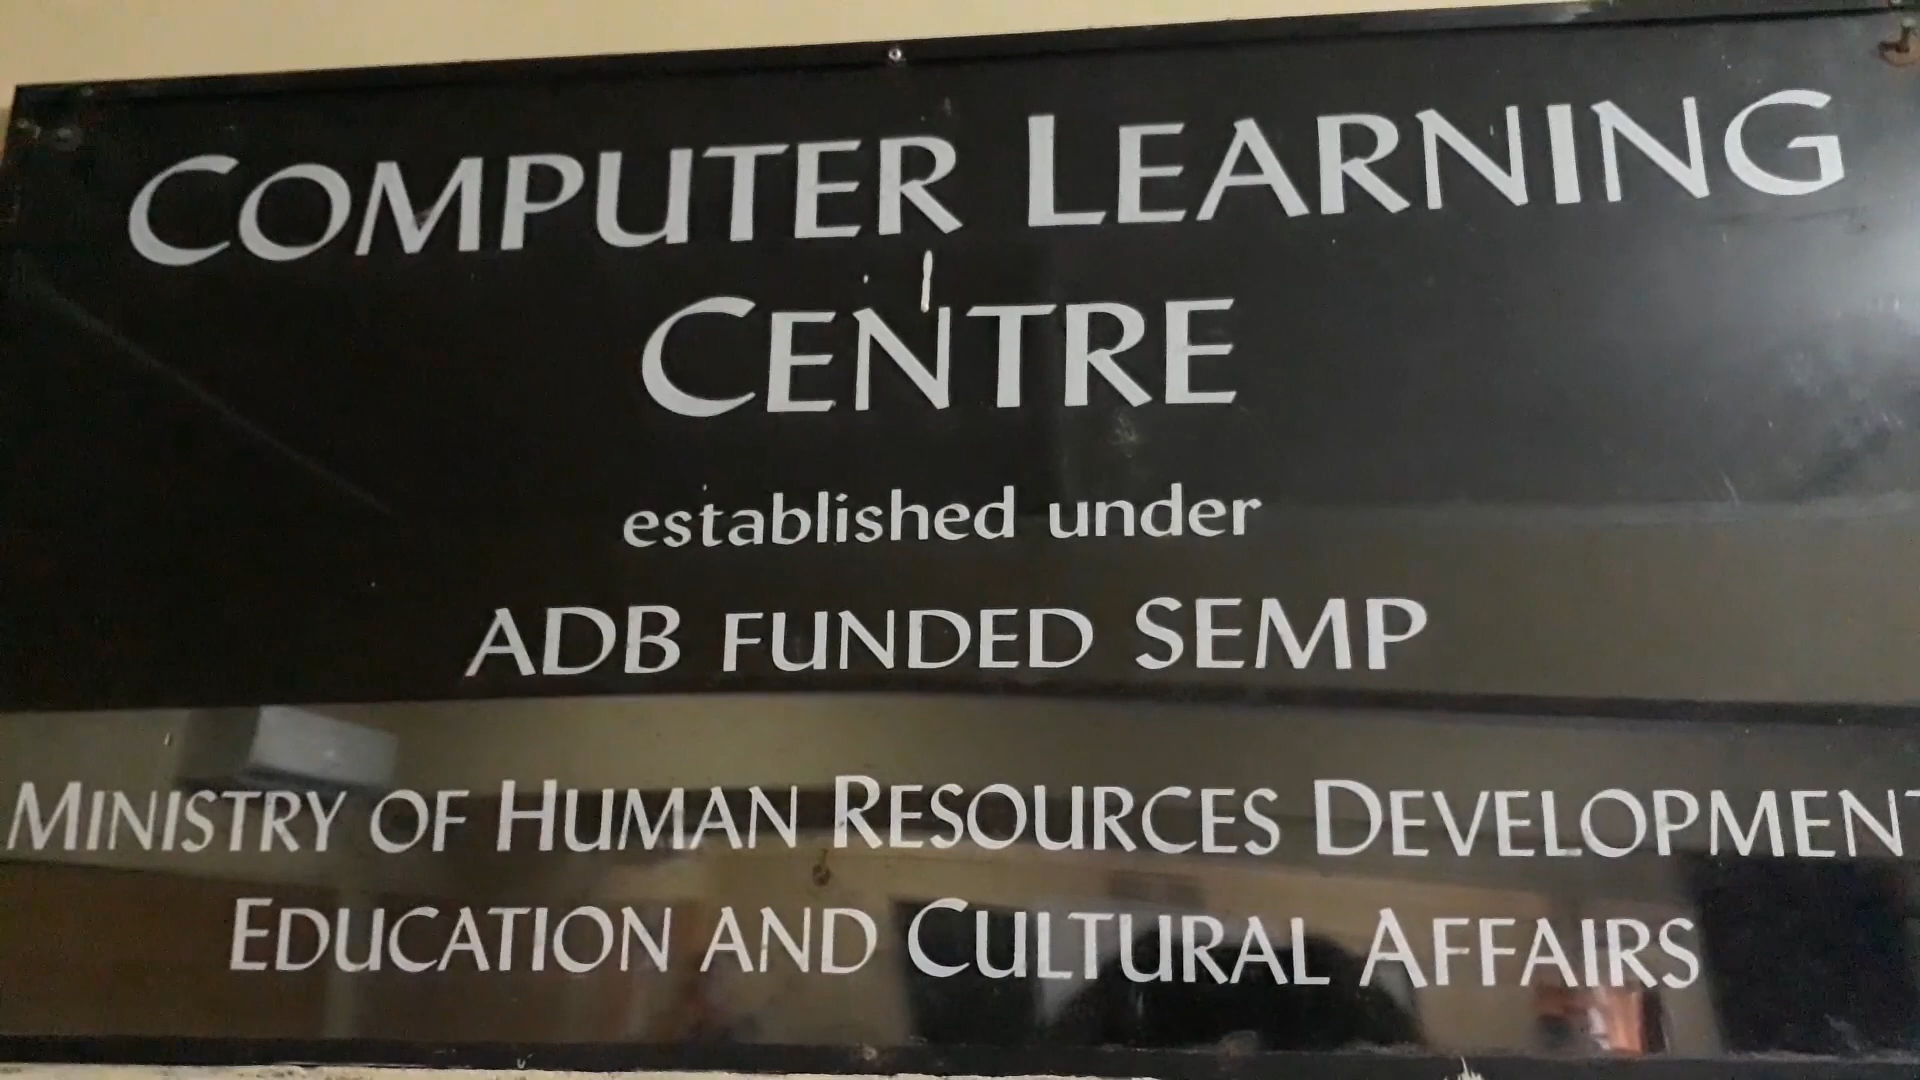 COMPUTER LEARNING
CENTRE
established under
ADB FUNDED SEMP
MINISTRY OF HUMAN RESOURCES DEVELOPMENT
EDUCATION AND CULTURAL AFFAIRS